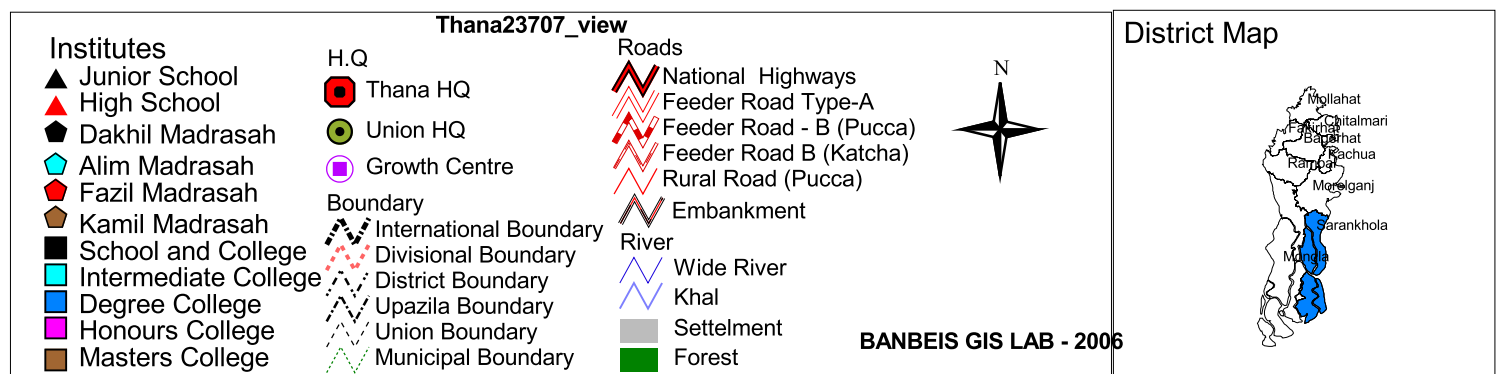 Thana23707_view
Institutes
Junior School
High School
Dakhil Madrasah
Alim Madrasah
Fazil Madrasah
Kamil Madrasah
School and College
Intermediate College
Degree College
Honours College
Masters College
H.Q
Thana HQ
Union HQ
Growth Centre
Boundary
International Boundary
Divisional Boundary
District Boundary
Upazila Boundary
Union Boundary
Municipal Boundary
Roads
National Highways
Feeder Road Type-A
Feeder Road - B (Pucca)
Feeder Road B (Katcha)
Rural Road (Pucca)
Embankment
River
Wide River
Khal
Settelment
Forest
N
BANBEIS GIS LAB - 2006
District Map
Mollahat
Chitalmari
Fakirhat
Bagerhat
Kachua
Rampal
Morelganj
Sarankhola
Mongla